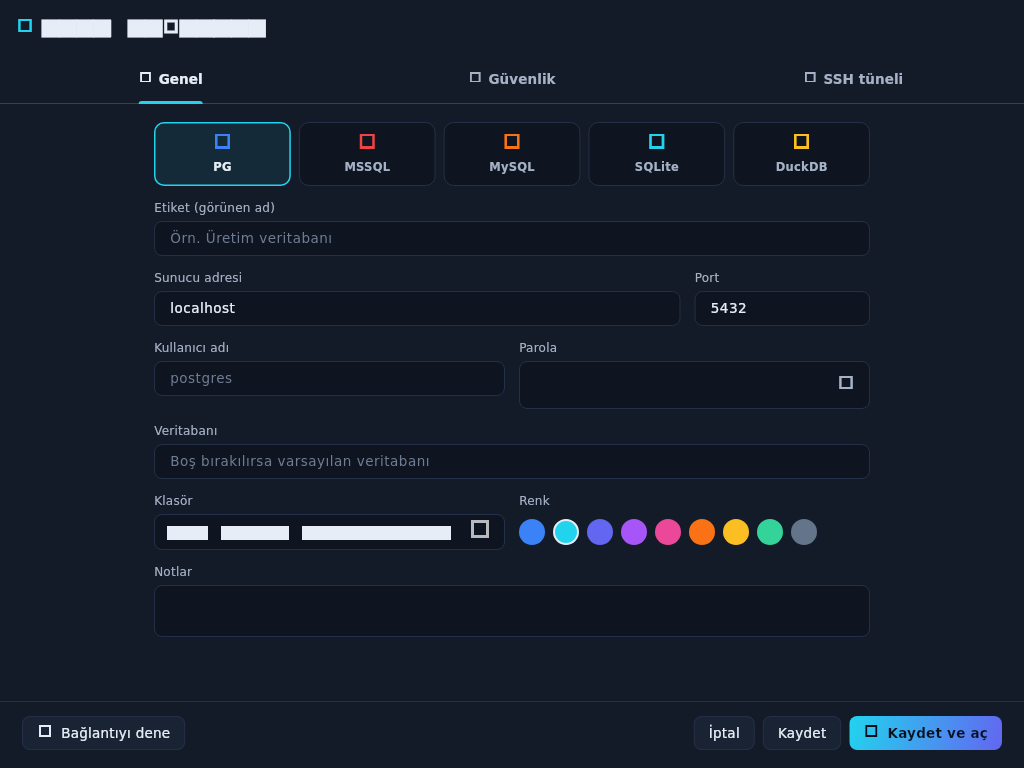 Genel
Güvenlik
SSH tüneli
PG
MSSQL
MySQL
SQLite
DuckDB
Etiket (görünen ad)
Örn. Üretim veritabanı
Sunucu adresi
Port
localhost
5432
Kullanıcı adı
Parola
postgres
Veritabanı
Boş bırakılırsa varsayılan veritabanı
Klasör
Renk
Notlar
Bağlantıyı dene
İptal
Kaydet
Kaydet ve aç